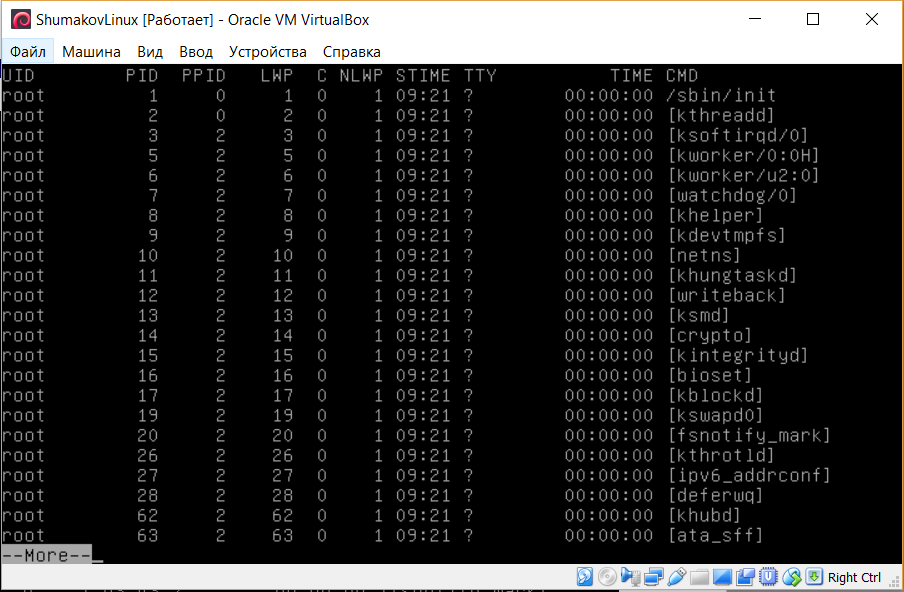 ShumakovLinux [Работает] - Oracle VM VirtualBox
Файл Машина Вид Ввод Устройства Справка
UID PID PPID LWP C NLWP STIME TTY TIME CMD
root 1 0 1 0 1 09:21 ? 00:00:00 /sbin/init
root 2 0 2 0 1 09:21 ? 00:00:00 [kthreadd]
root 3 2 3 0 1 09:21 ? 00:00:00 [ksoftirqd/0]
root 5 2 5 0 1 09:21 ? 00:00:00 [kworker/0:0H]
root 6 2 6 0 1 09:21 ? 00:00:00 [kworker/u2:0]
root 7 2 7 0 1 09:21 ? 00:00:00 [watchdog/0]
root 8 2 8 0 1 09:21 ? 00:00:00 [khelper]
root 9 2 9 0 1 09:21 ? 00:00:00 [kdevtmpfs]
root 10 2 10 0 1 09:21 ? 00:00:00 [netns]
root 11 2 11 0 1 09:21 ? 00:00:00 [khungtaskd]
root 12 2 12 0 1 09:21 ? 00:00:00 [writeback]
root 13 2 13 0 1 09:21 ? 00:00:00 [ksmd]
root 14 2 14 0 1 09:21 ? 00:00:00 [crypto]
root 15 2 15 0 1 09:21 ? 00:00:00 [kintegrityd]
root 16 2 16 0 1 09:21 ? 00:00:00 [bioset]
root 17 2 17 0 1 09:21 ? 00:00:00 [kblockd]
root 19 2 19 0 1 09:21 ? 00:00:00 [kswapd0]
root 20 2 20 0 1 09:21 ? 00:00:00 [fsnotify_mark]
root 26 2 26 0 1 09:21 ? 00:00:00 [kthrotld]
root 27 2 27 0 1 09:21 ? 00:00:00 [ipv6_addrconf]
root 28 2 28 0 1 09:21 ? 00:00:00 [deferwq]
root 62 2 62 0 1 09:21 ? 00:00:00 [khubd]
root 63 2 63 0 1 09:21 ? 00:00:00 [ata_sff]
--More--
Right Ctrl